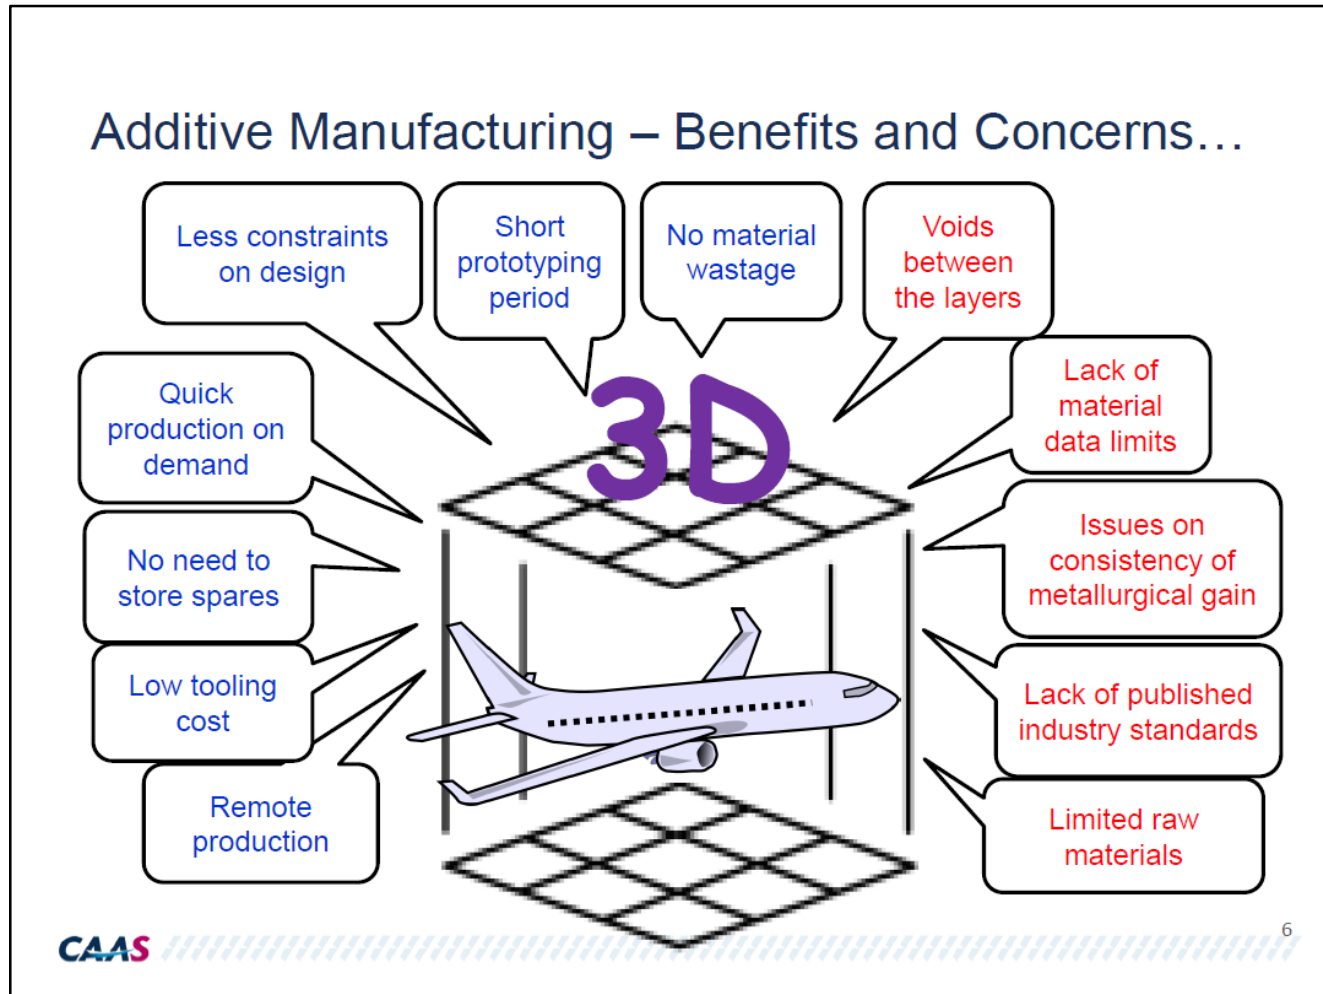 Additive Manufacturing – Benefits and Concerns...
Less constraints
on design
Short
prototyping
period
No material
wastage
Voids
between
the layers
Quick
production on
demand
Lack of
material
data limits
3D
No need to
store spares
Issues on
consistency of
metallurgical gain
Low tooling
cost
Lack of published
industry standards
Remote
production
Limited raw
materials
CAAS
6